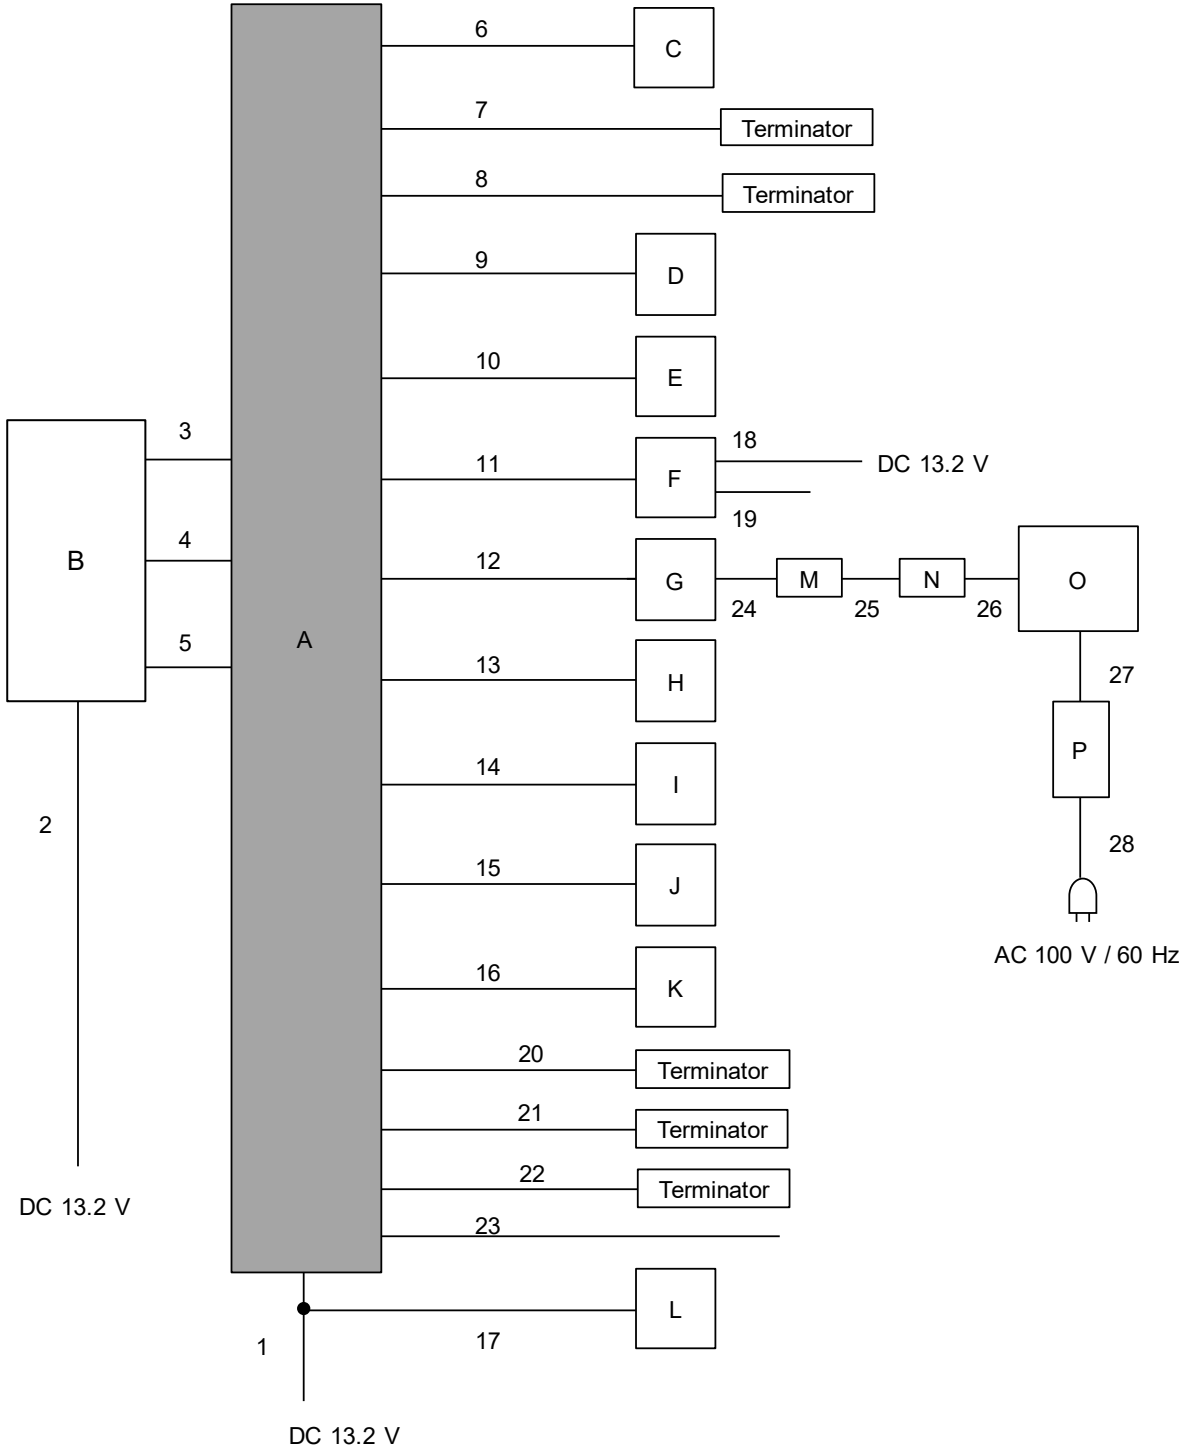 6
C
7
Terminator
8
Terminator
9
D
10
E
3
11
F
18
DC 13.2 V
19
4
B
12
G
24
M
25
N
26
O
5
A
13
H
27
14
I
P
2
28
15
J
AC 100 V / 60 Hz
16
K
20
Terminator
21
Terminator
22
Terminator
DC 13.2 V
23
L
1
17
DC 13.2 V